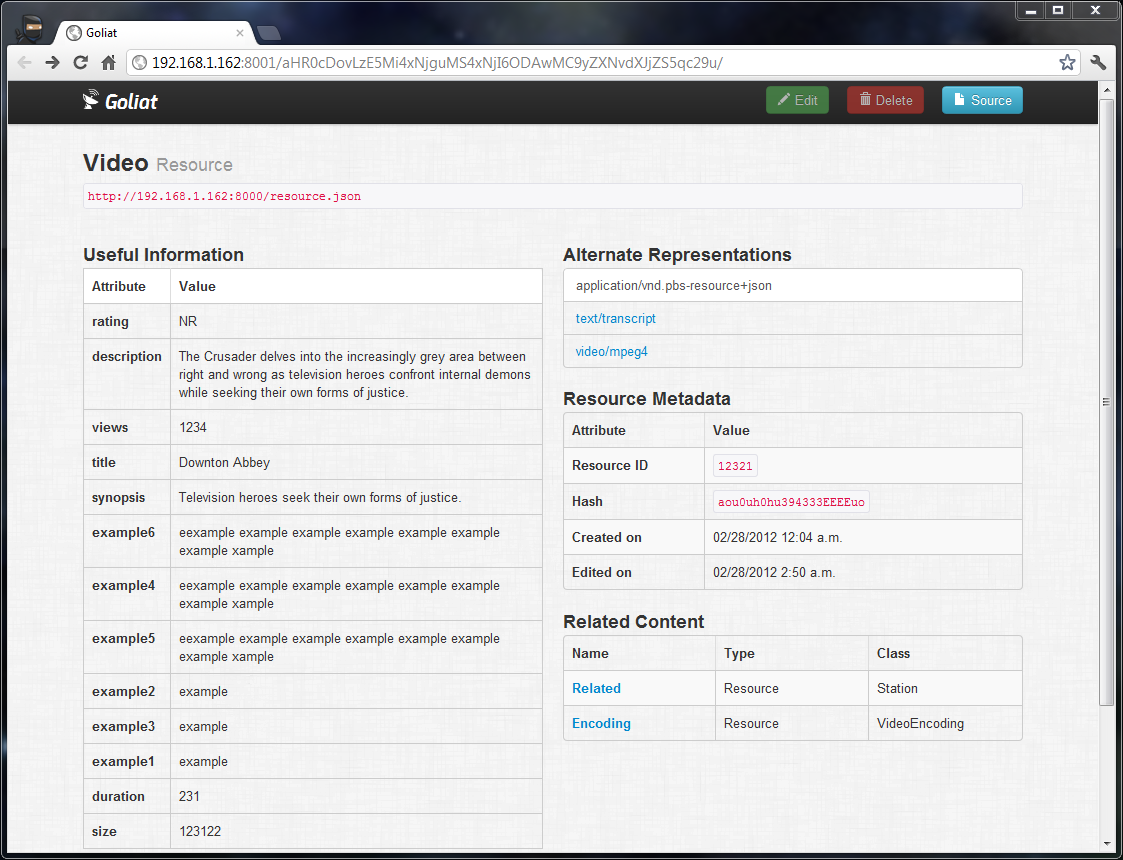 Goliat
192.168.1.162:8001/aHR0cDovLzE5Mi4xNjguMS4xNjI6ODAwMC9yZXNvdXJjZS5qc29u/
Goliat
Edit
Delete
Source
Video Resource
http://192.168.1.162:8000/resource.json
Useful Information
Attribute Value
rating NR
description The Crusader delves into the increasingly grey area between
right and wrong as television heroes confront internal demons
while seeking their own forms of justice.
views 1234
title Downton Abbey
synopsis Television heroes seek their own forms of justice.
example6 eexample example example example example example
example xample
example4 eexample example example example example example
example xample
example5 eexample example example example example example
example xample
example2 example
example3 example
example1 example
duration 231
size 123122
Alternate Representations
application/vnd.pbs-resource+json
text/transcript
video/mpeg4
Resource Metadata
Attribute Value
Resource ID 12321
Hash aou0uh0hu394333EEEEuo
Created on 02/28/2012 12:04 a.m.
Edited on 02/28/2012 2:50 a.m.
Related Content
Name Type Class
Related Resource Station
Encoding Resource VideoEncoding